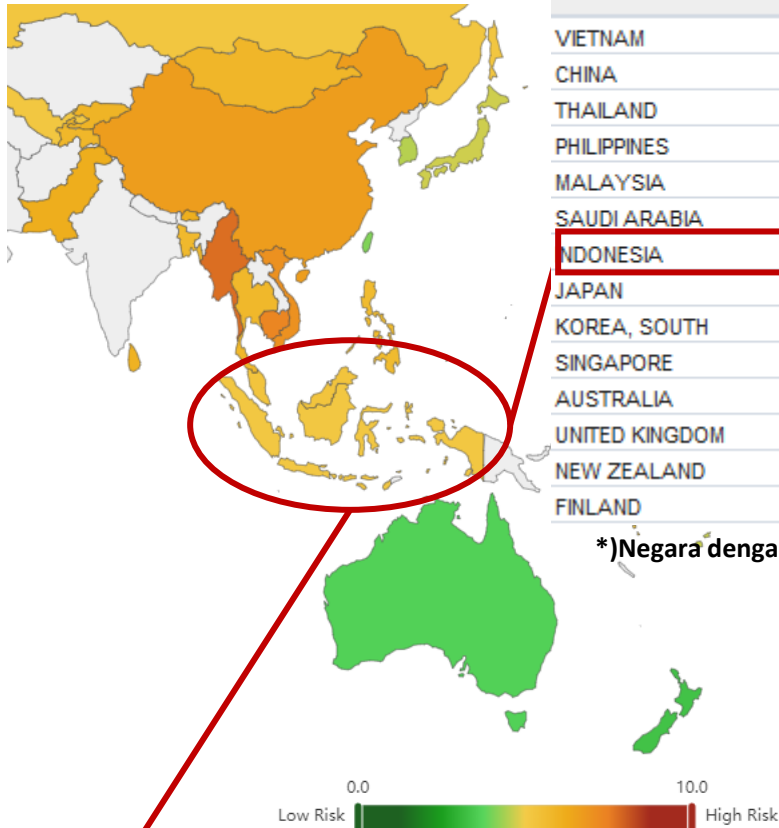 VIETNAM
CHINA
THAILAND
PHILIPPINES
MALAYSIA
SAUDI ARABIA
NDONESIA
JAPAN
KOREA, SOUTH
SINGAPORE
AUSTRALIA
UNITED KINGDOM
NEW ZEALAND
FINLAND
*)Negara denga
0.0 10.0
Low Risk High Risk